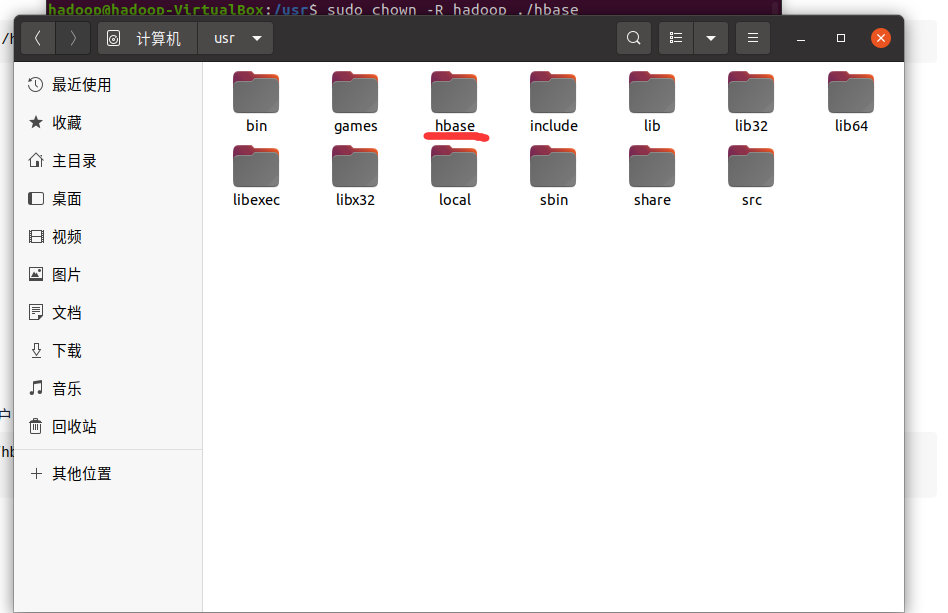 hadoop@hadoop-VirtualBox:/usr$ sudo chown -R hadoop ./hbase
计算机 usr
最近使用
收藏
主目录
桌面
视频
图片
文档
下载
音乐
回收站
其他位置
bin games hbase include lib lib32 lib64
libexec libx32 local sbin share src
户